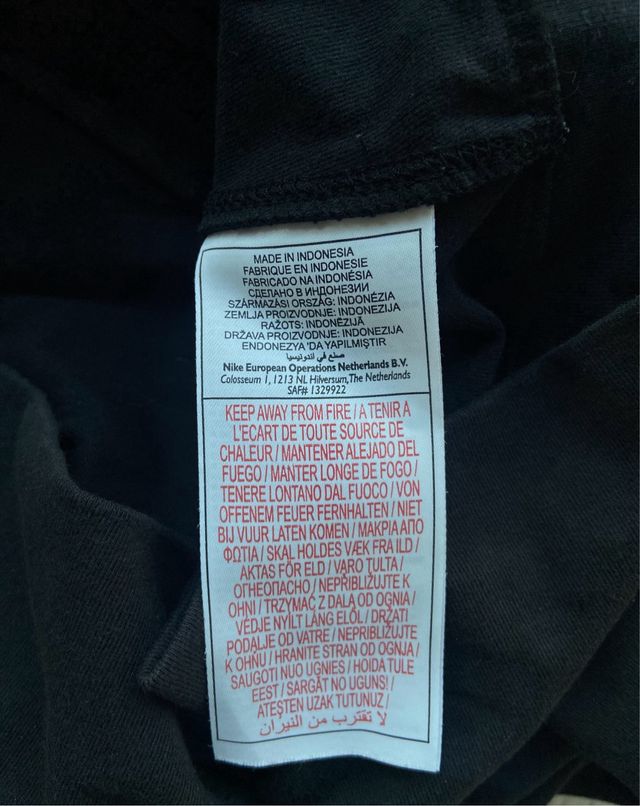 MADE IN INDONESIA
FABRIQUE EN INDONESIE
FABRICADO NA INDONÉSIA
СДЕЛАНО В ИНДОНЕЗИИ
SZÁRMAZÁSI ORSZÁG: INDONÉZIA
ZEMLJA PROIZVODNJE: INDONEZIJA
RAŽOTS: INDONĒZIJĀ
DRŽAVA PROIZVODNJE: INDONEZIJA
ENDONEZYA 'DA YAPILMIŞTIR
صنع في اندونيسيا
Nike European Operations Netherlands B.V.
Colosseum 1, 1213 NL Hilversum, The Netherlands
SAF# 1329922
KEEP AWAY FROM FIRE / A TENIR A
L'ECART DE TOUTE SOURCE DE
CHALEUR / MANTENER ALEJADO DEL
FUEGO / MANTER LONGE DE FOGO /
TENERE LONTANO DAL FUOCO / VON
OFFENEM FEUER FERNHALTEN / NIET
BIJ VUUR LATEN KOMEN / ΜΑΚΡΙΑ ΑΠΟ
ΦΩΤΙΑ / SKAL HOLDES VÆK FRA ILD /
AKTAS FÖR ELD / VARO TULTA /
ОГНЕОПАСНО / NEPŘIBLIŽUJTE K
OHNI / TRZYMAĆ Z DALA OD OGNIA /
VÉDJE NYÍLT LÁNG ELŐL / DRŽATI
PODALJE OD VATRE / NEPRIBLIŽUJTE
K OHŇU / HRANITE STRAN OD OGNJA /
SAUGOTI NUO UGNIES / HOIDA TULE
EEST / SARGĀT NO UGUNS! /
ATEŞTEN UZAK TUTUNUZ /
لا تقترب من النيران